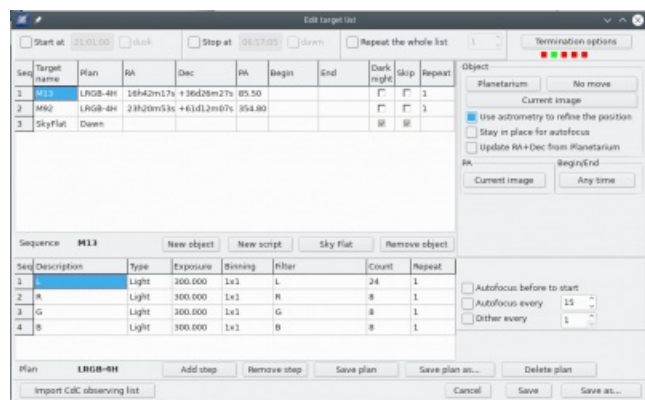 Edit target list
Start at 21:01:00 dusk Stop at 00:17:05 dawn Repeat the whole list 1 Termination options
Seq Target name Plan RA Dec PA Begin End Dark night Skip Repeat
1 M13 LRGB-4H 16h42m17s +36d26m27s 85.50 1
2 M92 LRGB-4H 23h20m53s +61d12m07s 354.80 1
3 SkyFlat Dawn
Object
Planetarium No move
Current image
Use astrometry to refine the position
Stay in place for autofocus
Update RA+Dec from Planetarium
PA Begin/End
Current image Any time
Sequence M13 New object New script Sky Flat Remove object
Seq Description Type Exposure Binning Filter Count Repeat
1 L Light 300.000 1x1 L 24 1
2 R Light 300.000 1x1 R 8 1
3 G Light 300.000 1x1 G 8 1
4 B Light 300.000 1x1 B 8 1
Autofocus before to start
Autofocus every 15
Dither every 1
Plan LRGB-4H Add step Remove step Save plan Save plan as... Delete plan
Import CdC observing list Cancel Save Save as...